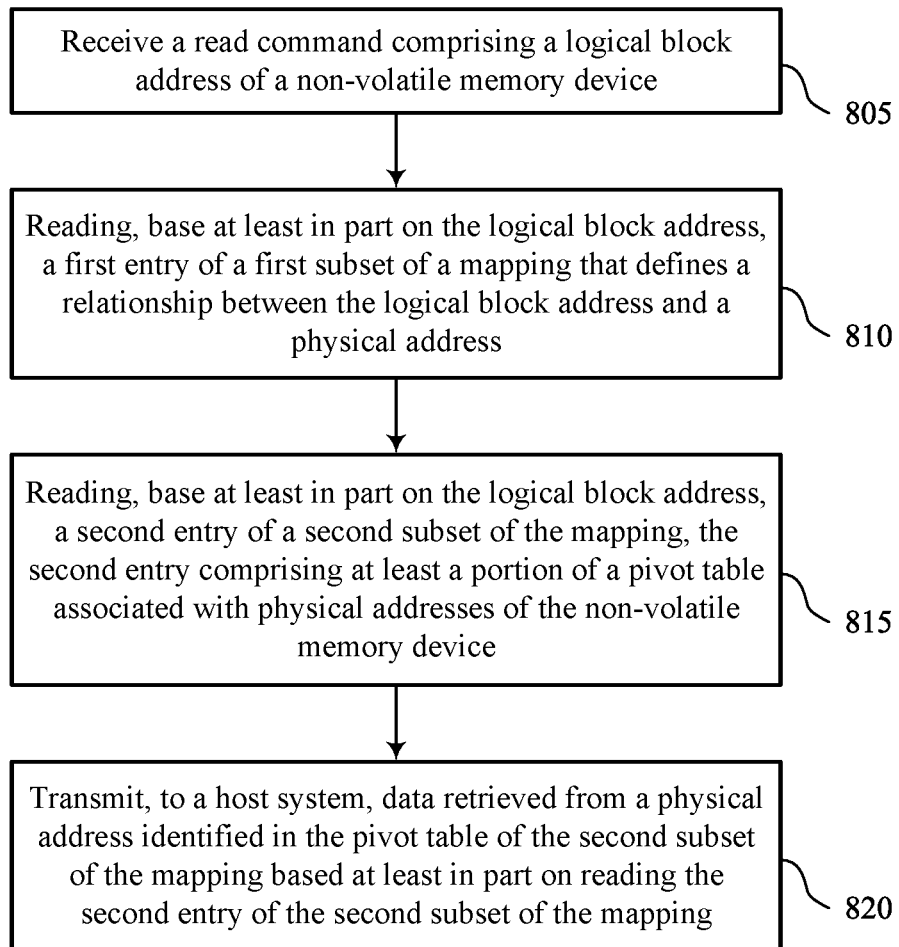 Receive a read command comprising a logical block
address of a non-volatile memory device
805
Reading, base at least in part on the logical block address,
a first entry of a first subset of a mapping that defines a
relationship between the logical block address and a
physical address
810
Reading, base at least in part on the logical block address,
a second entry of a second subset of the mapping, the
second entry comprising at least a portion of a pivot table
associated with physical addresses of the non-volatile
memory device
815
Transmit, to a host system, data retrieved from a physical
address identified in the pivot table of the second subset
of the mapping based at least in part on reading the
second entry of the second subset of the mapping
820